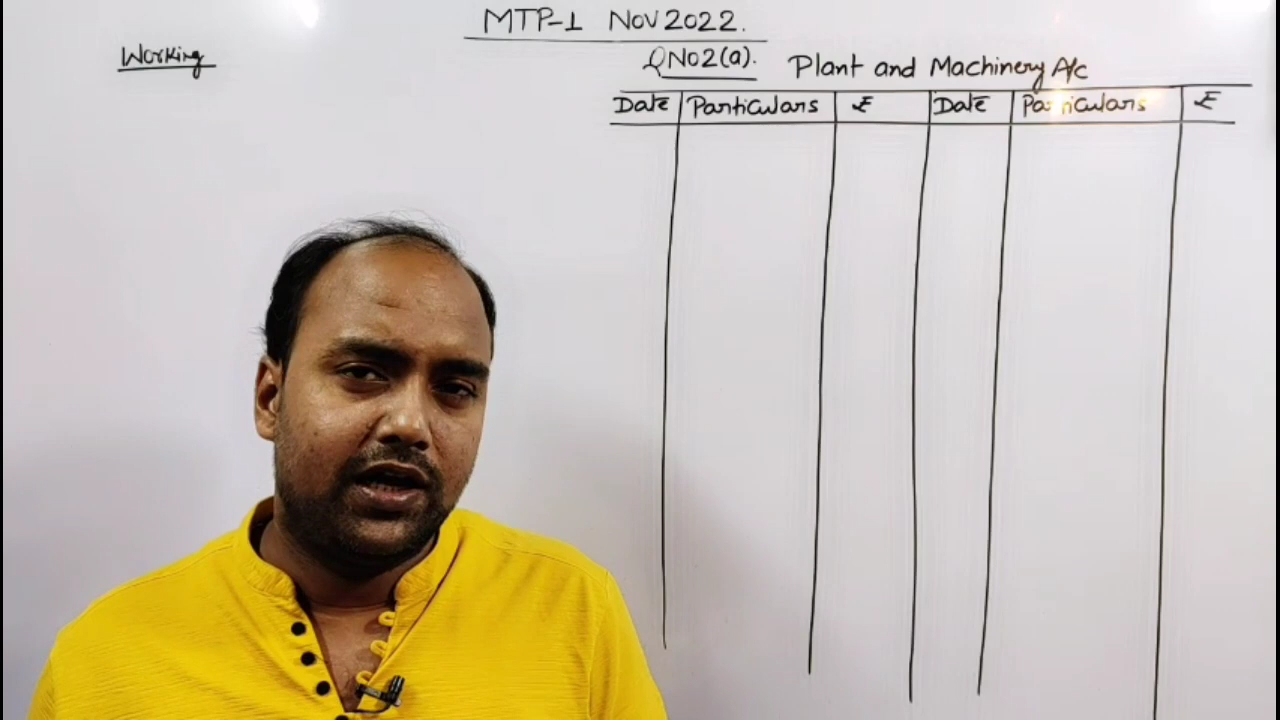 MTP-1 NOV 2022.
Working
QNO2(a). Plant and Machinery A/c
Date Particulars ₹ Date Particulars ₹